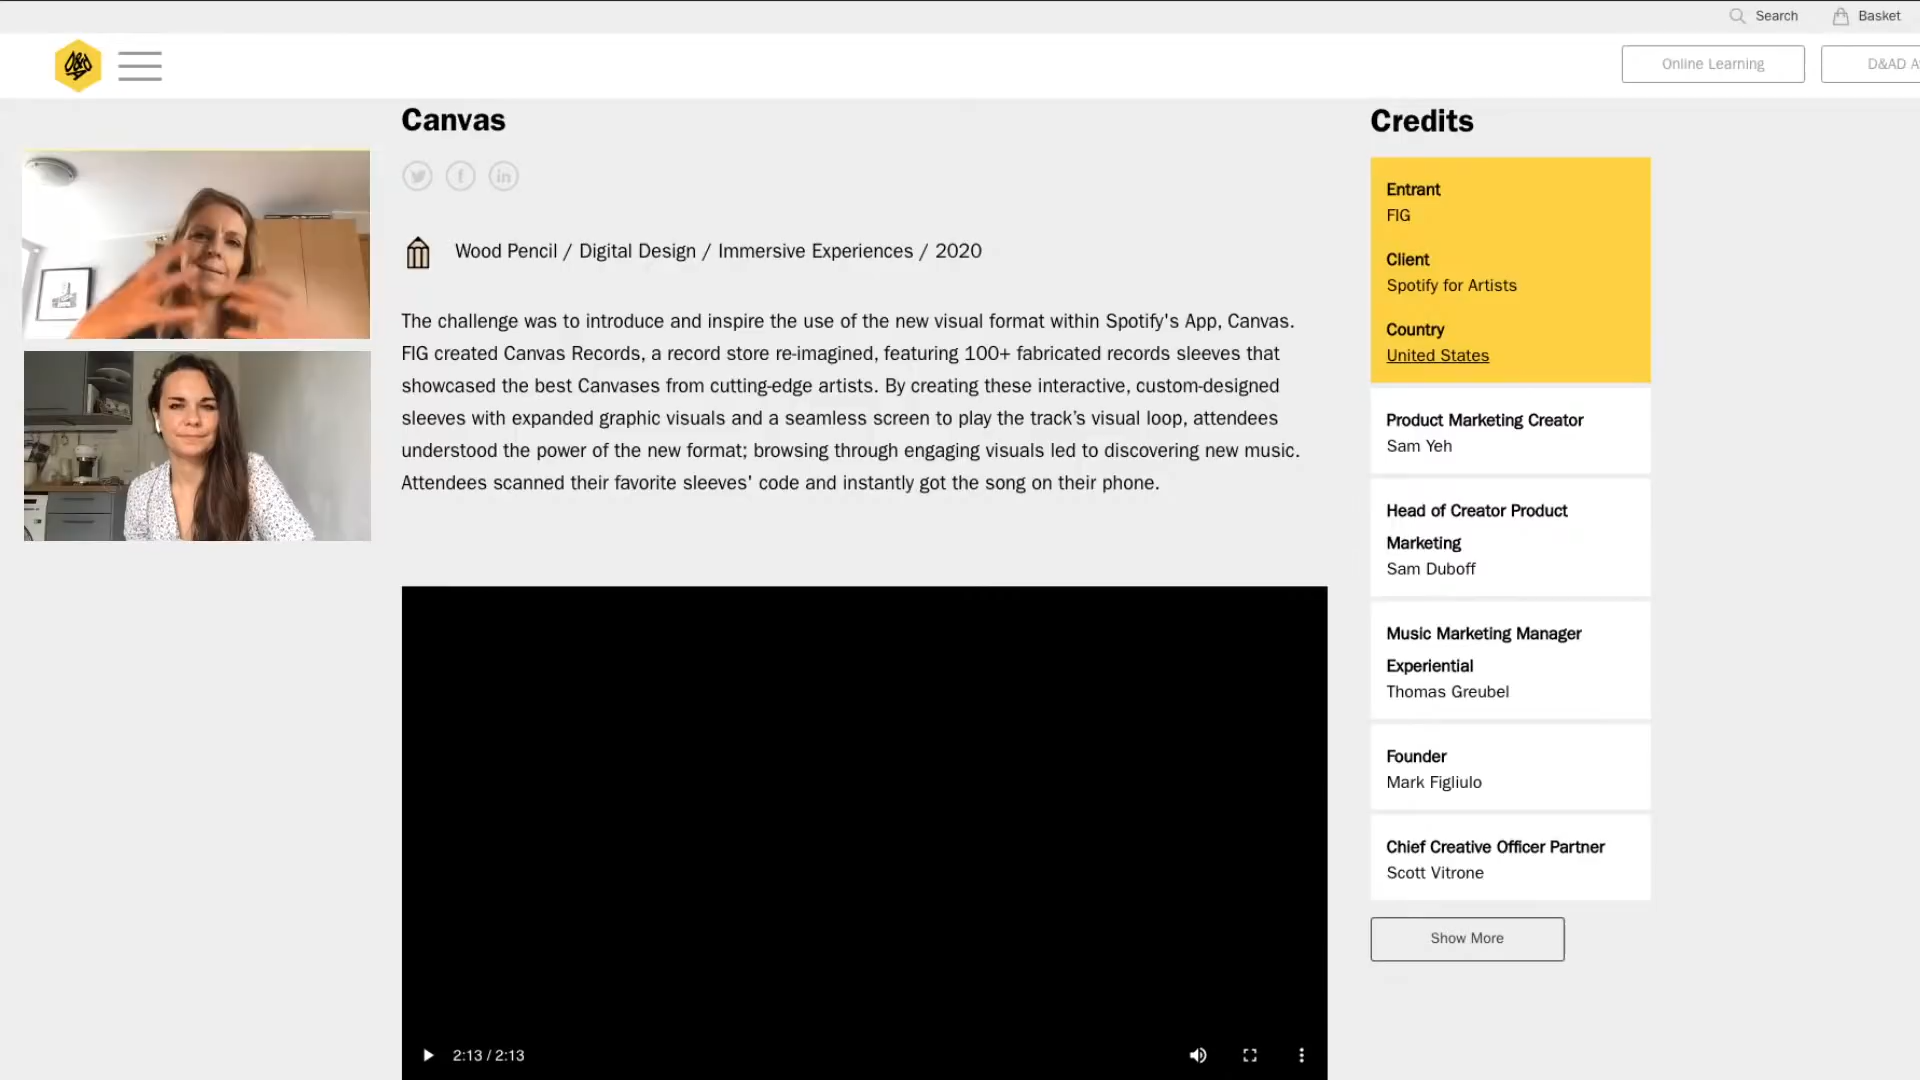 Search
Basket
Online Learning
D&AD A
Canvas
Wood Pencil / Digital Design / Immersive Experiences / 2020
The challenge was to introduce and inspire the use of the new visual format within Spotify's App, Canvas.
FIG created Canvas Records, a record store re-imagined, featuring 100+ fabricated records sleeves that
showcased the best Canvases from cutting-edge artists. By creating these interactive, custom-designed
sleeves with expanded graphic visuals and a seamless screen to play the track’s visual loop, attendees
understood the power of the new format; browsing through engaging visuals led to discovering new music.
Attendees scanned their favorite sleeves' code and instantly got the song on their phone.
2:13 / 2:13
Credits
Entrant
FIG
Client
Spotify for Artists
Country
United States
Product Marketing Creator
Sam Yeh
Head of Creator Product
Marketing
Sam Duboff
Music Marketing Manager
Experiential
Thomas Greubel
Founder
Mark Figliulo
Chief Creative Officer Partner
Scott Vitrone
Show More